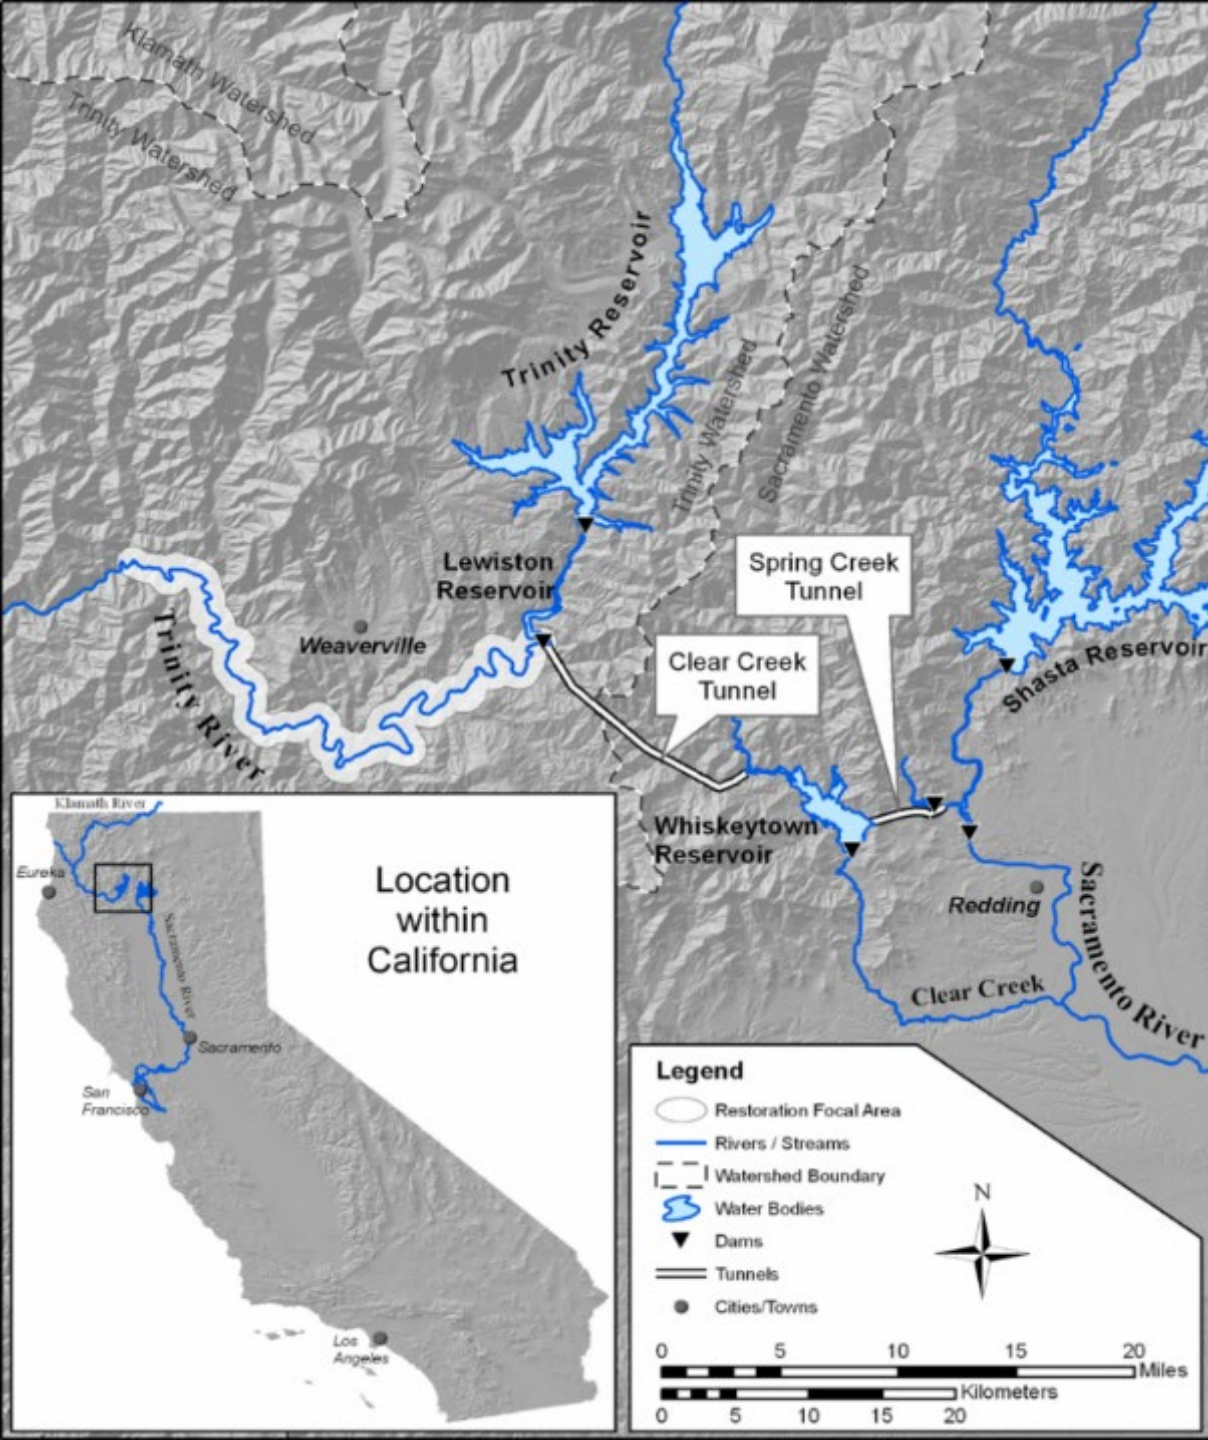 Klamath Watershed
Trinity Watershed
Trinity Reservoir
Trinity Watershed
Sacramento Watershed
Lewiston
Reservoir
Spring Creek
Tunnel
Weaverville
Clear Creek
Tunnel
Shasta Reservoir
Trinity River
Whiskeytown
Reservoir
Redding
Sacramento River
Clear Creek
Klamath River
Eureka
Location
within
California
Sacramento River
Sacramento
San
Francisco
Los
Angeles
Legend
Restoration Focal Area
Rivers / Streams
Watershed Boundary
Water Bodies
Dams
Tunnels
Cities/Towns
N
0 5 10 15 20
Miles
Kilometers
0 5 10 15 20